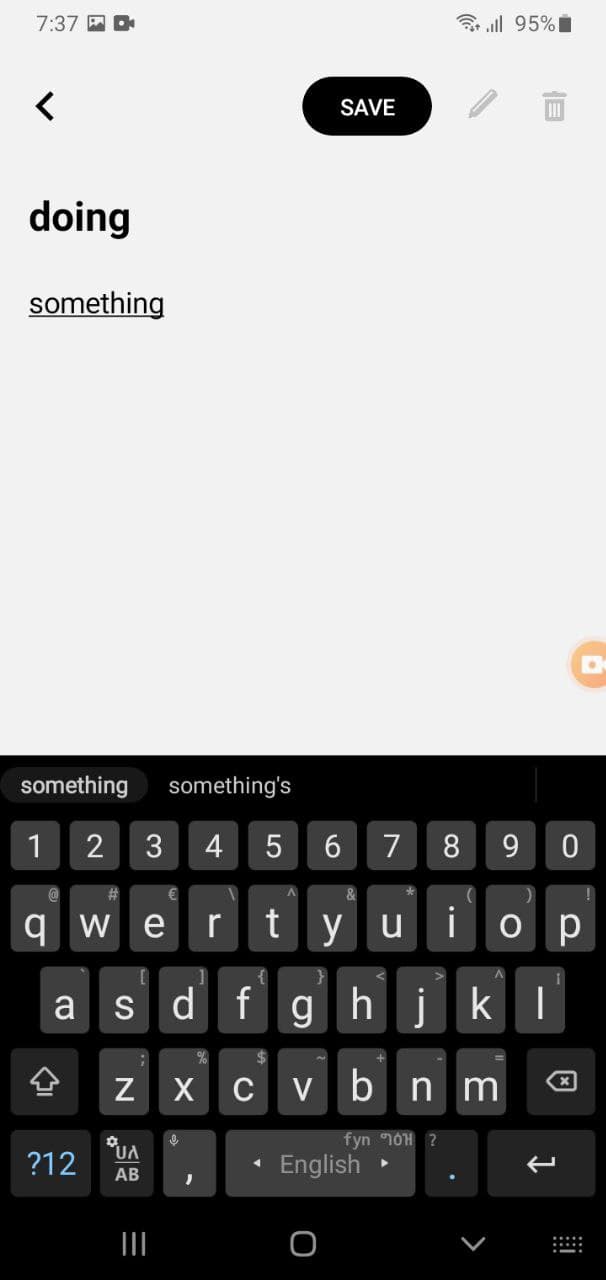 7:37 95%
SAVE
doing
something
something something's
1 2 3 4 5 6 7 8 9 0
@ # € \ ^ & * ( ) !
q w e r t y u i o p
` [ ] { } < > ^ ¡
a s d f g h j k l
; % $ ~ + - =
z x c v b n m
?12 AB , English . ?